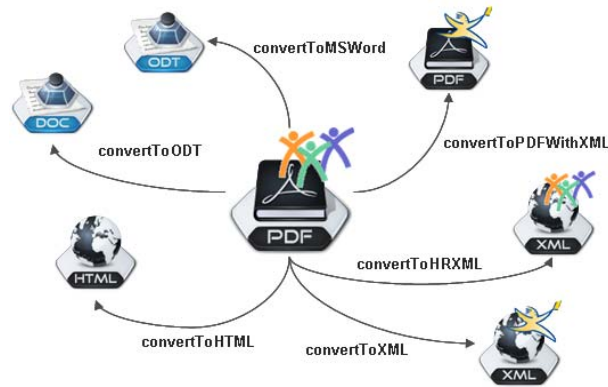 convertToMSWord
ODT
PDF
DOC
convertToODT
convertToPDFWithXML
PDF
XML
HTML
convertToHRXML
convertToHTML
convertToXML
XML